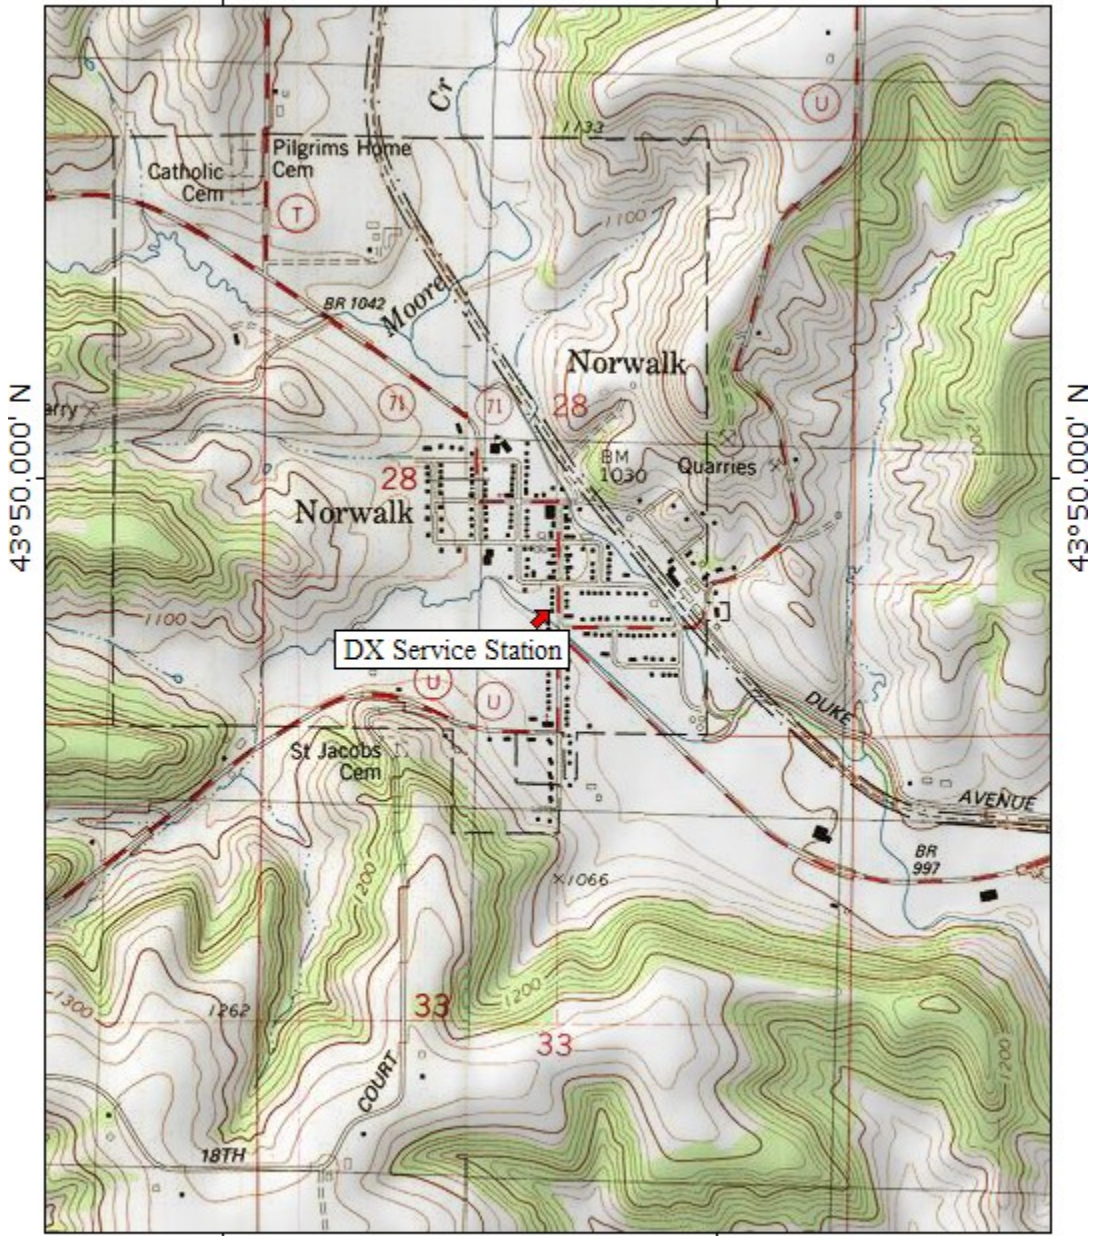 Cr
U
1133
Pilgrims Home
Cem
Catholic
Cem
T
1100
BR 1042
Moore
Norwalk
71
71
28
arry
1200
BM
1030
Quarries
28
Norwalk
43°50.000' N
43°50.000' N
1100
DX Service Station
U
U
DUKE
St Jacobs
Cem
AVENUE
BR
997
1200
1066
1300
1262
33
1200
33
1200
COURT
18TH